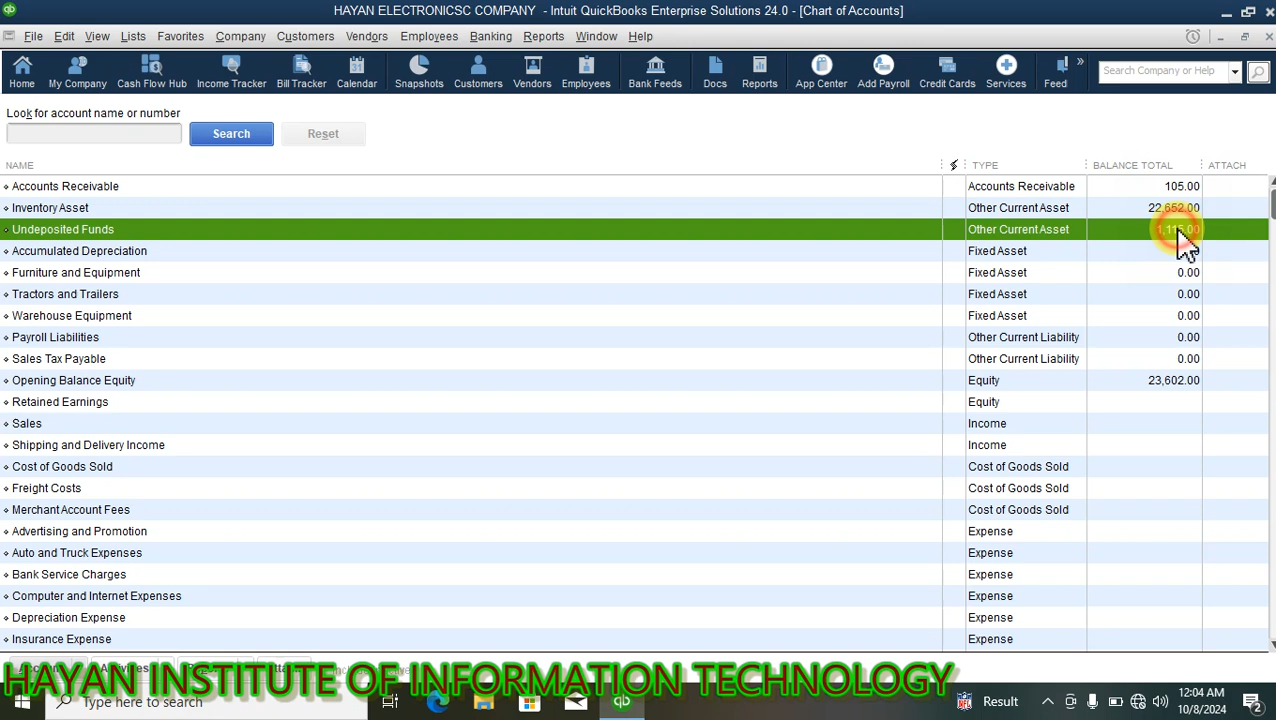 HAYAN ELECTRONICSC COMPANY - Intuit QuickBooks Enterprise Solutions 24.0 - [Chart of Accounts]
File Edit View Lists Favorites Company Customers Vendors Employees Banking Reports Window Help
Home My Company Cash Flow Hub Income Tracker Bill Tracker Calendar Snapshots Customers Vendors Employees Bank Feeds Docs Reports App Center Add Payroll Credit Cards Services Feed Search Company or Help
Look for account name or number
Search Reset
NAME TYPE BALANCE TOTAL ATTACH
Accounts Receivable Accounts Receivable 105.00
Inventory Asset Other Current Asset 22,652.00
Undeposited Funds Other Current Asset 1,115.00
Accumulated Depreciation Fixed Asset
Furniture and Equipment Fixed Asset 0.00
Tractors and Trailers Fixed Asset 0.00
Warehouse Equipment Fixed Asset 0.00
Payroll Liabilities Other Current Liability 0.00
Sales Tax Payable Other Current Liability 0.00
Opening Balance Equity Equity 23,602.00
Retained Earnings Equity
Sales Income
Shipping and Delivery Income Income
Cost of Goods Sold Cost of Goods Sold
Freight Costs Cost of Goods Sold
Merchant Account Fees Cost of Goods Sold
Advertising and Promotion Expense
Auto and Truck Expenses Expense
Bank Service Charges Expense
Computer and Internet Expenses Expense
Depreciation Expense Expense
Insurance Expense Expense
HAYAN INSTITUTE OF INFORMATION TECHNOLOGY
Type here to search Result 12:04 AM
10/8/2024 2